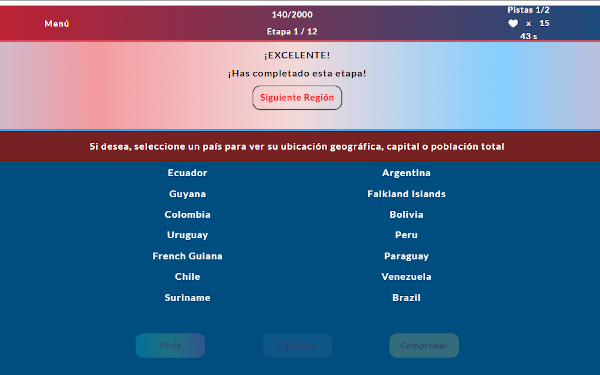 Menú
140/2000
Etapa 1 / 12
Pistas 1/2
x 15
43 s
¡EXCELENTE!
¡Has completado esta etapa!
Siguiente Región
Si desea, seleccione un país para ver su ubicación geográfica, capital o población total
Ecuador
Argentina
Guyana
Falkland Islands
Colombia
Bolivia
Uruguay
Peru
French Guiana
Paraguay
Chile
Venezuela
Suriname
Brazil
Pista
Comprobar